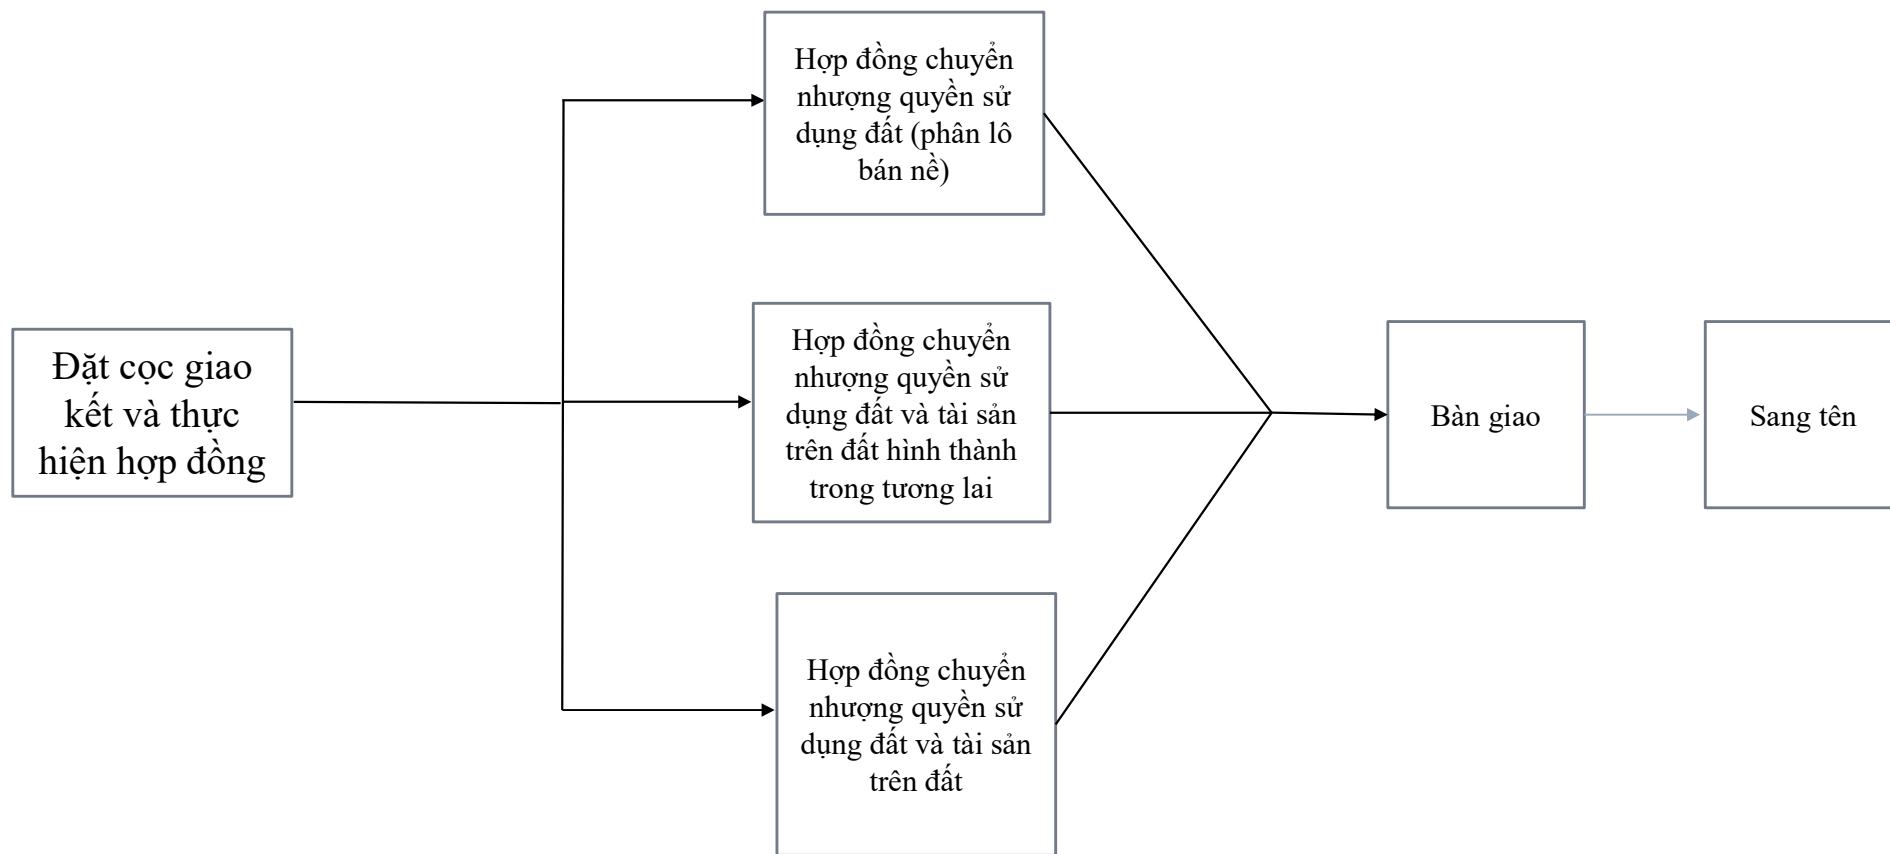 Đặt cọc giao
kết và thực
hiện hợp đồng
Hợp đồng chuyển
nhượng quyền sử
dụng đất (phân lô
bán nề)
Hợp đồng chuyển
nhượng quyền sử
dụng đất và tài sản
trên đất hình thành
trong tương lai
Hợp đồng chuyển
nhượng quyền sử
dụng đất và tài sản
trên đất
Bàn giao
Sang tên